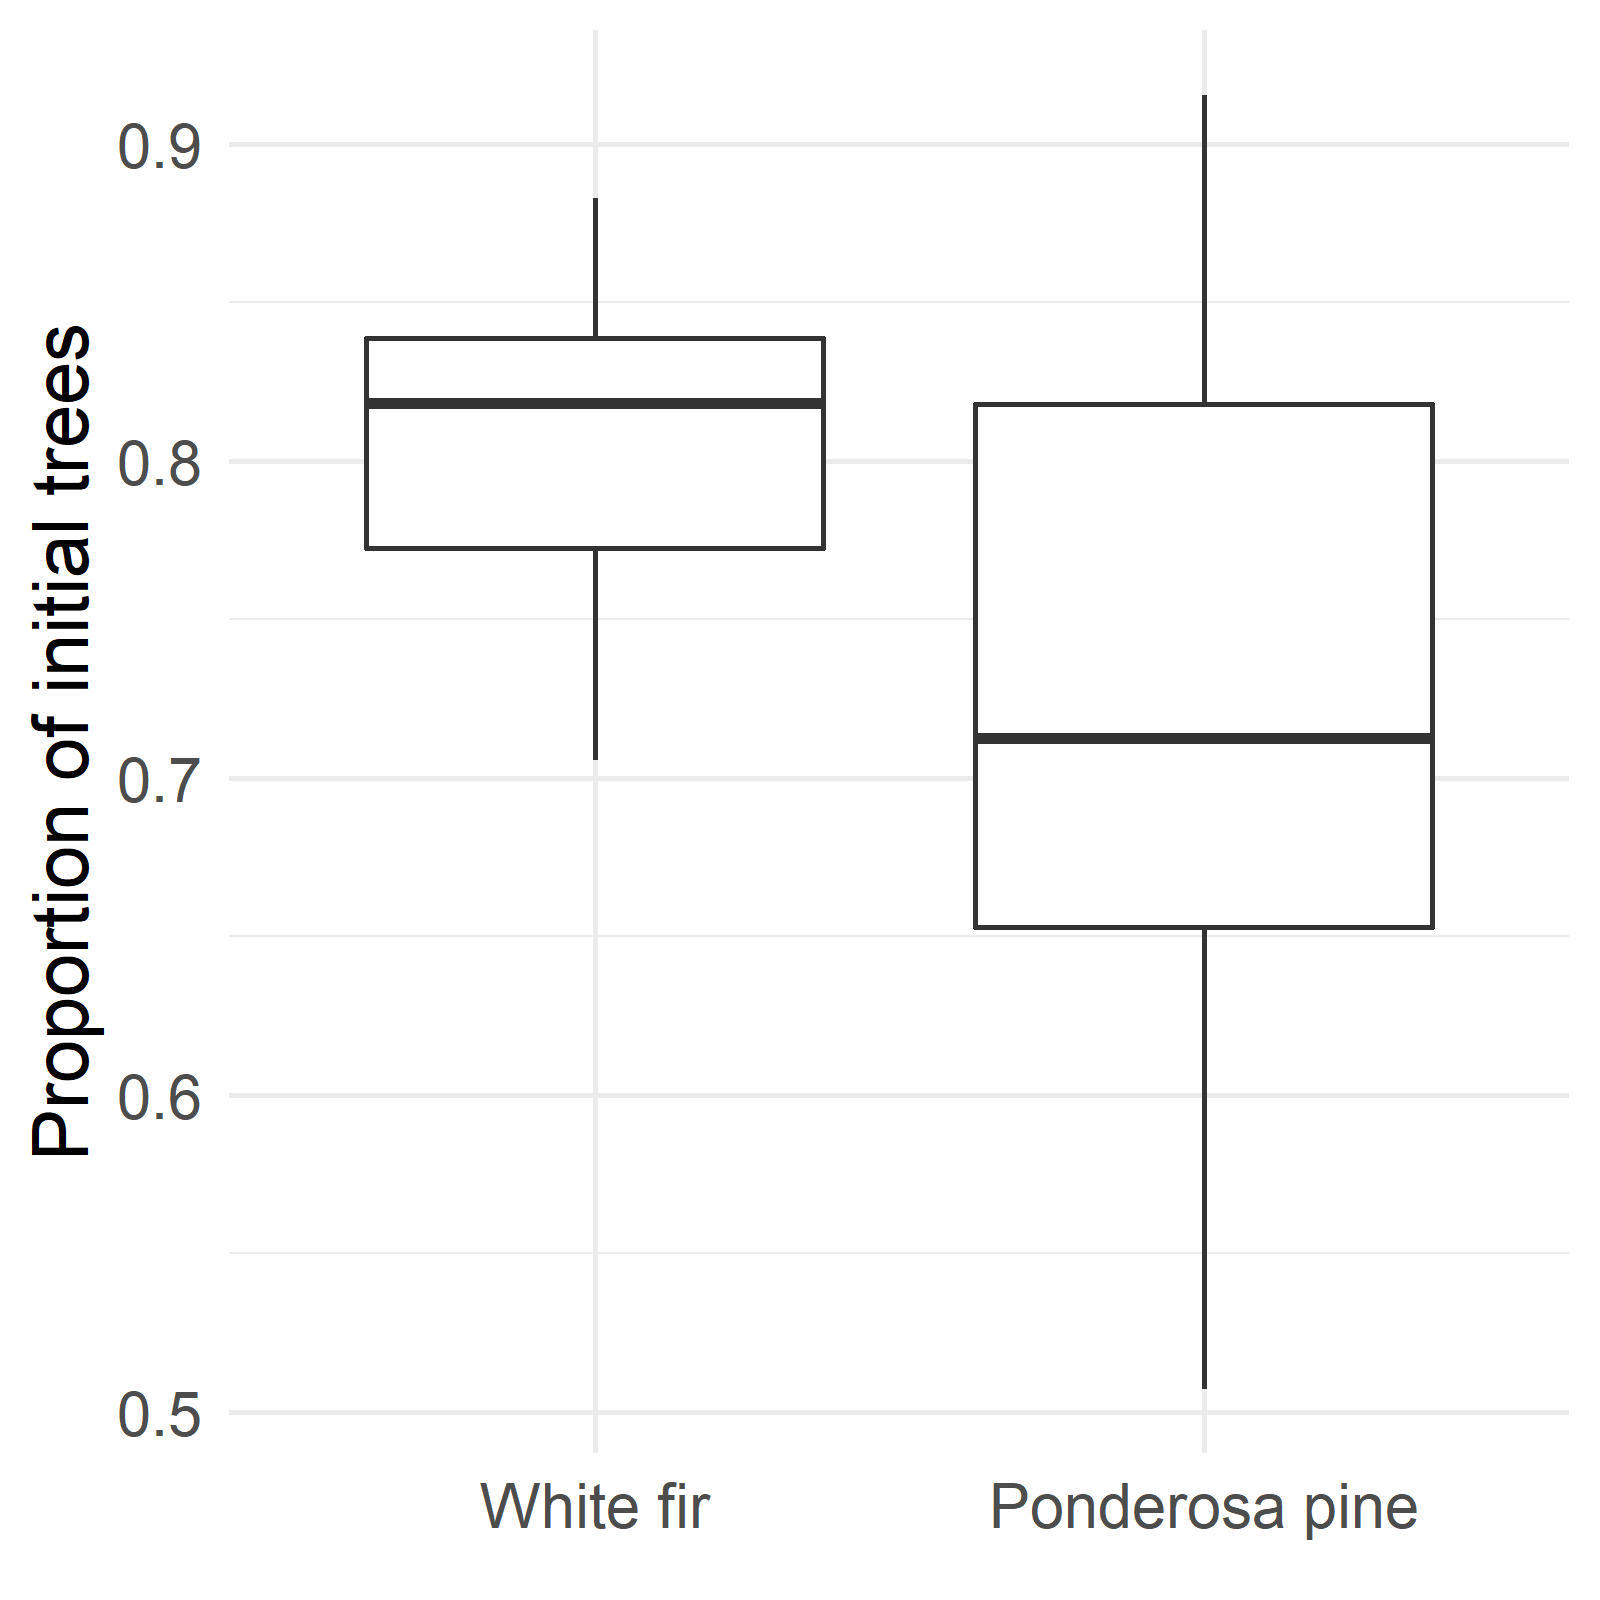 Proportion of initial trees
0.9
0.8
0.7
0.6
0.5
White fir
Ponderosa pine